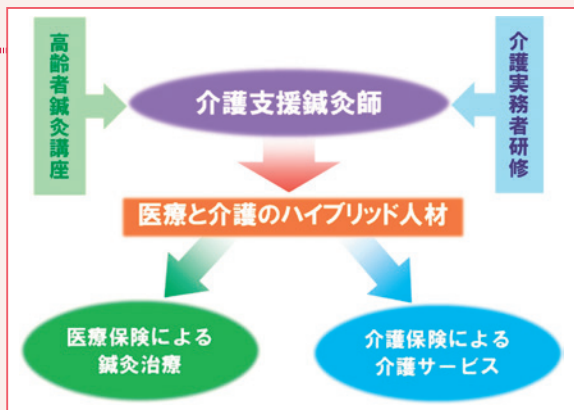 高齢者鍼灸講座
介護支援鍼灸師
介護実務者研修
医療と介護のハイブリッド人材
医療保険による
鍼灸治療
介護保険による
介護サービス